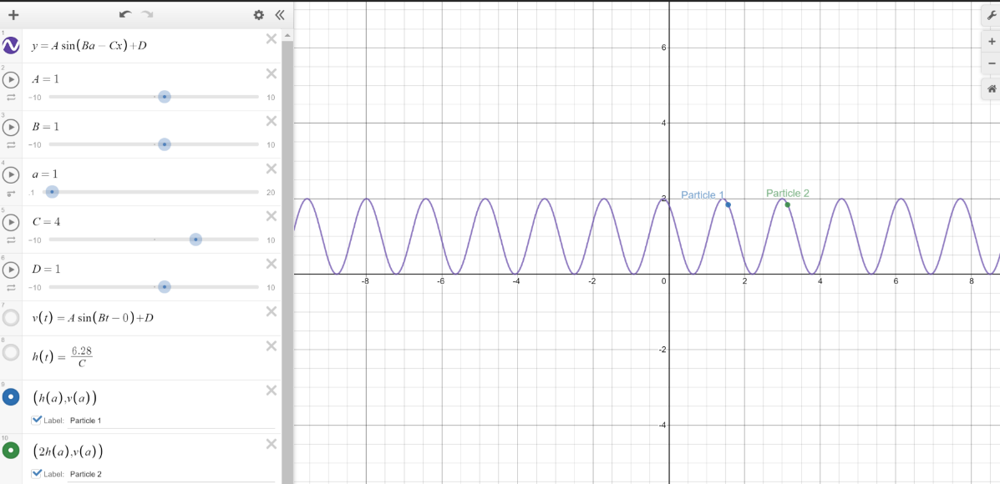 1
y = A sin(Ba − Cx)+D
2
A = 1
−10 10
3
B = 1
−10 10
4
a = 1
.1 20
5
C = 4
−10 10
6
D = 1
−10 10
7
v(t) = A sin(Bt − 0)+D
8
h(t) = 6.28/C
9
(h(a),v(a))
Label: Particle 1
10
(2h(a),v(a))
Label: Particle 2
6
4
Particle 1 Particle 2
2
-8 -6 -4 -2 0 2 4 6 8
-2
-4